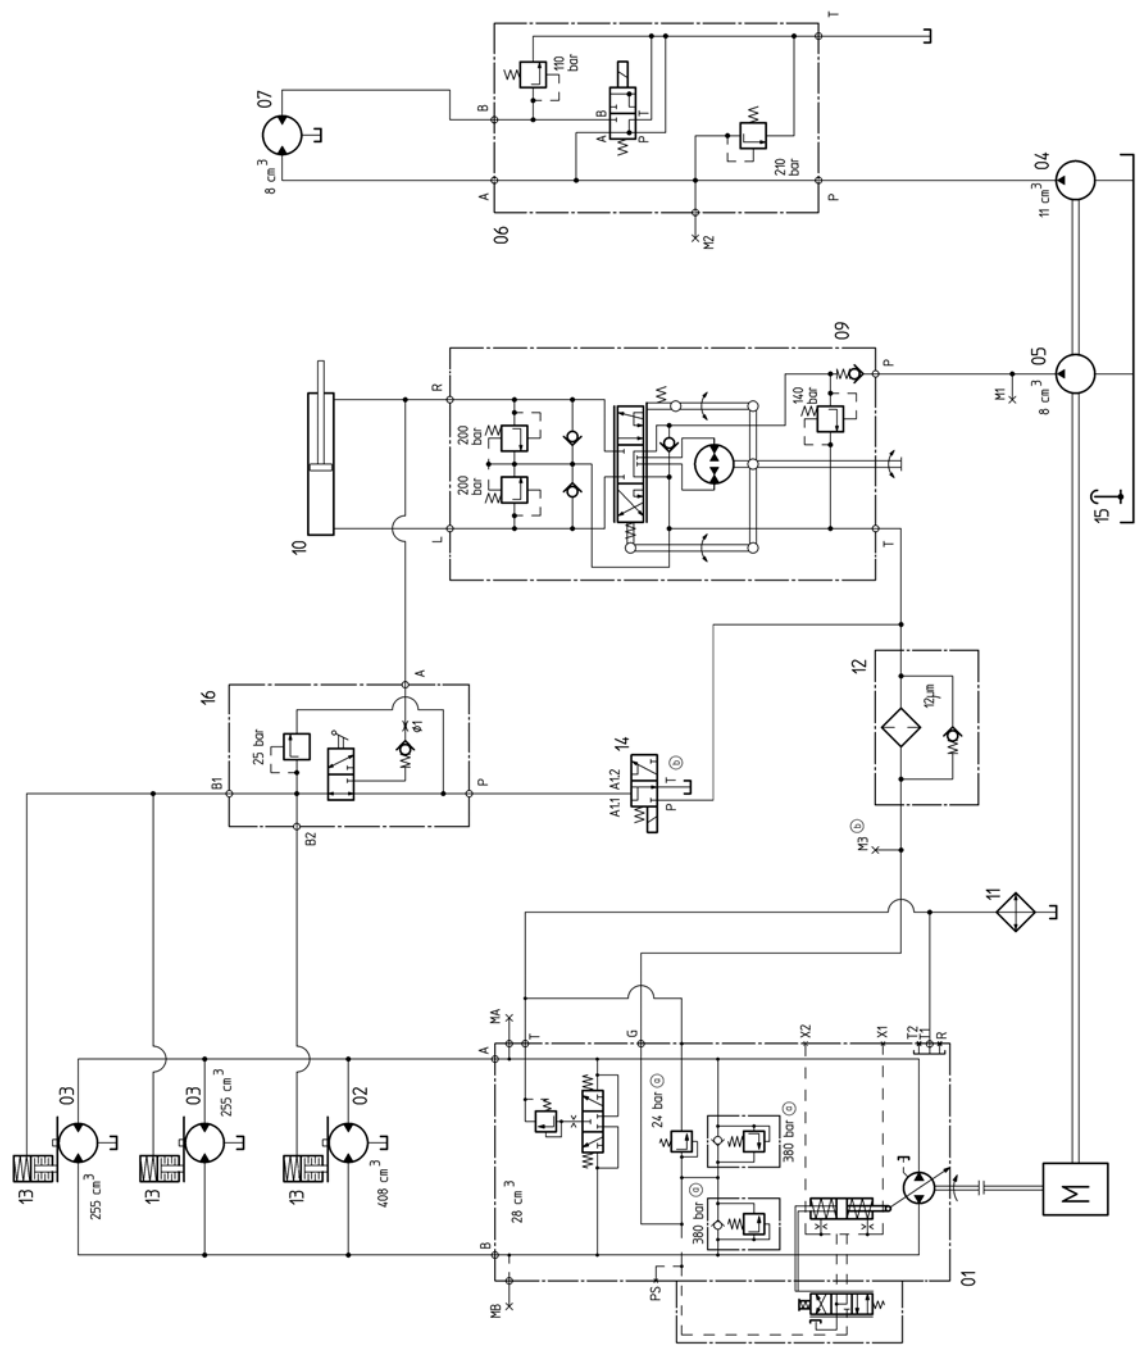 T
07
B
110
bar
B
A
T
P
8 cm³
210
bar
04
A
P
06
11 cm³
M2
09
P
R
05
10
200
bar
140
bar
M1
8 cm³
200
bar
15
L
T
16
A
12
25 bar
ø1
14
12µm
B1
A1.2
T
b
A1.1
P
P
B2
M3 b
11
MA
T
G
X2
X1
T2
T1
R
A
03
03
255 cm³
02
24 bar a
380 bar a
13
13
13
255 cm³
408 cm³
28 cm³
380 bar a
M
B
PS
01
MB